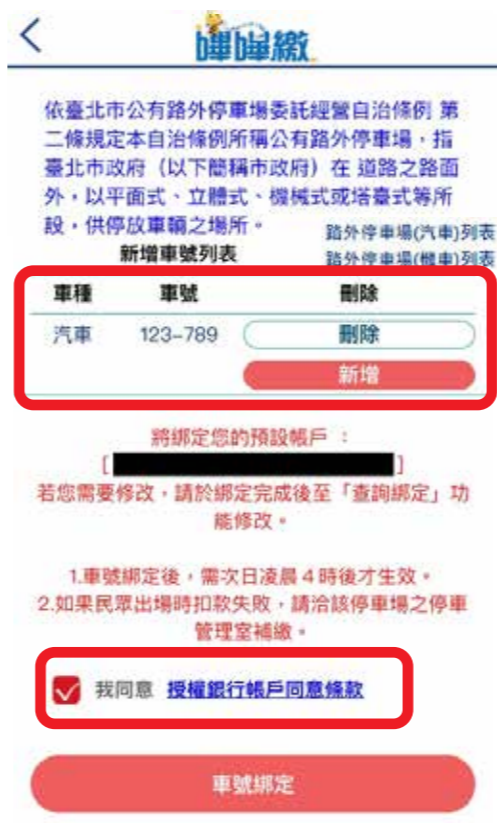 嗶嗶繳
依臺北市公有路外停車場委託經營自治條例 第
二條規定本自治條例所稱公有路外停車場,指
臺北市政府(以下簡稱市政府)在 道路之路面
外,以平面式、立體式、機械式或塔臺式等所
設,供停放車輛之場所。
路外停車場(汽車)列表
新增車號列表
路外停車場(機車)列表
車種 車號 刪除
汽車 123-789 刪除
新增
將綁定您的預設帳戶 :
[ ]
若您需要修改,請於綁定完成後至「查詢綁定」功
能修改。
1.車號綁定後,需次日凌晨 4 時後才生效。
2.如果民眾出場時扣款失敗,請洽該停車場之停車
管理室補繳。
我同意 授權銀行帳戶同意條款
車號綁定